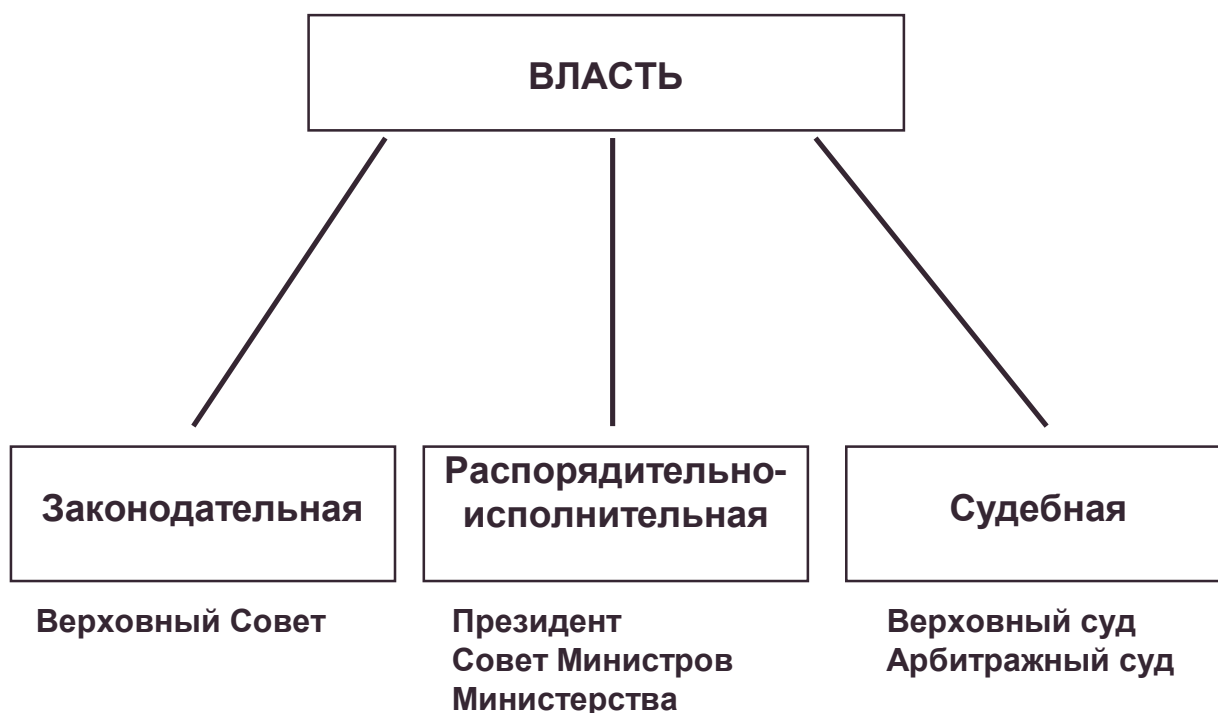 ВЛАСТЬ
Законодательная
Распорядительно-
исполнительная
Судебная
Верховный Совет
Президент
Совет Министров
Министерства
Верховный суд
Арбитражный суд